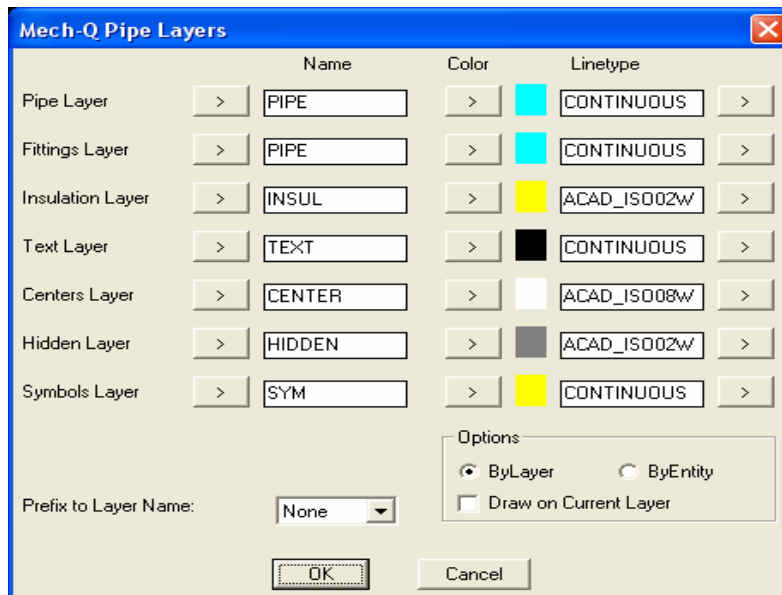 Mech-Q Pipe Layers
Name Color Linetype
Pipe Layer > PIPE > CONTINUOUS >
Fittings Layer > PIPE > CONTINUOUS >
Insulation Layer > INSUL > ACAD_ISO02W >
Text Layer > TEXT > CONTINUOUS >
Centers Layer > CENTER > ACAD_ISO08W >
Hidden Layer > HIDDEN > ACAD_ISO02W >
Symbols Layer > SYM > CONTINUOUS >
Options
ByLayer ByEntity
Prefix to Layer Name: None Draw on Current Layer
OK Cancel